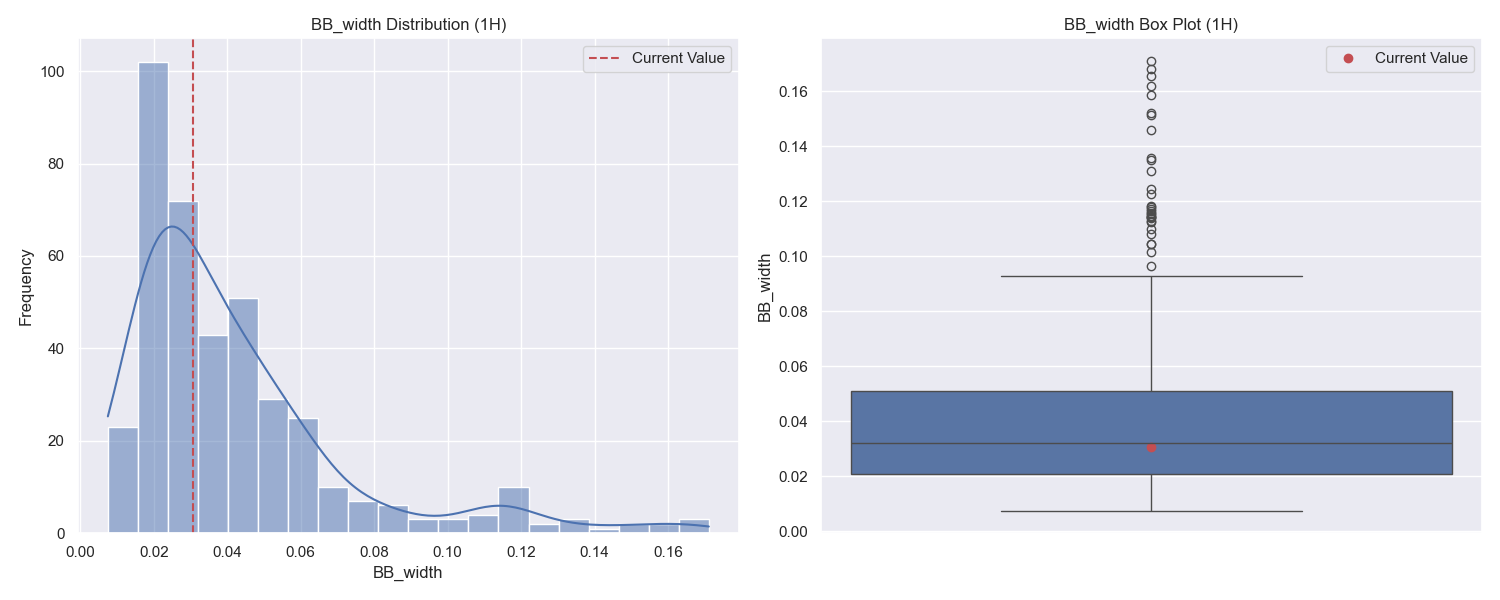 BB_width Distribution (1H)
Current Value
Frequency
100
80
60
40
20
0
0.00 0.02 0.04 0.06 0.08 0.10 0.12 0.14 0.16
BB_width
BB_width Box Plot (1H)
Current Value
BB_width
0.16
0.14
0.12
0.10
0.08
0.06
0.04
0.02
0.00